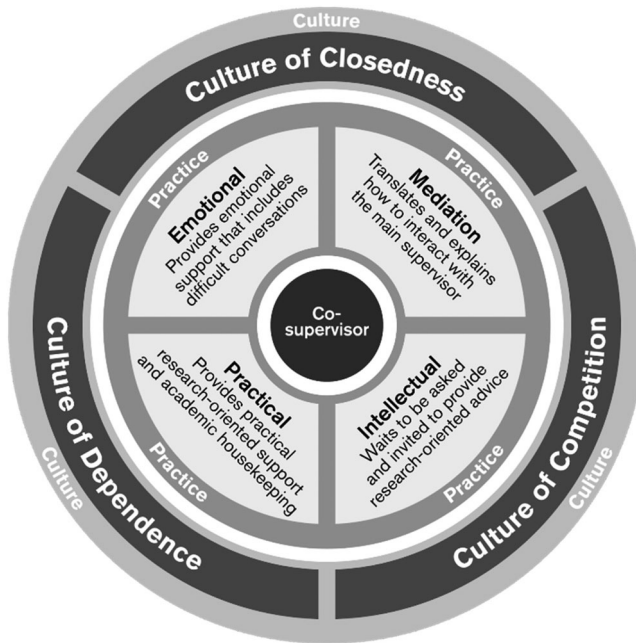 Culture
Culture of Closedness
Practice
Emotional
Provides emotional
support that includes
difficult conversations
Practice
Mediation
Translates and explains
how to interact with
the main supervisor
Co-
supervisor
Practical
Provides practical
research-oriented support
and academic housekeeping
Practice
Intellectual
Waits to be asked
and invited to provide
research-oriented advice
Practice
Culture of Dependence
Culture
Culture of Competition
Culture